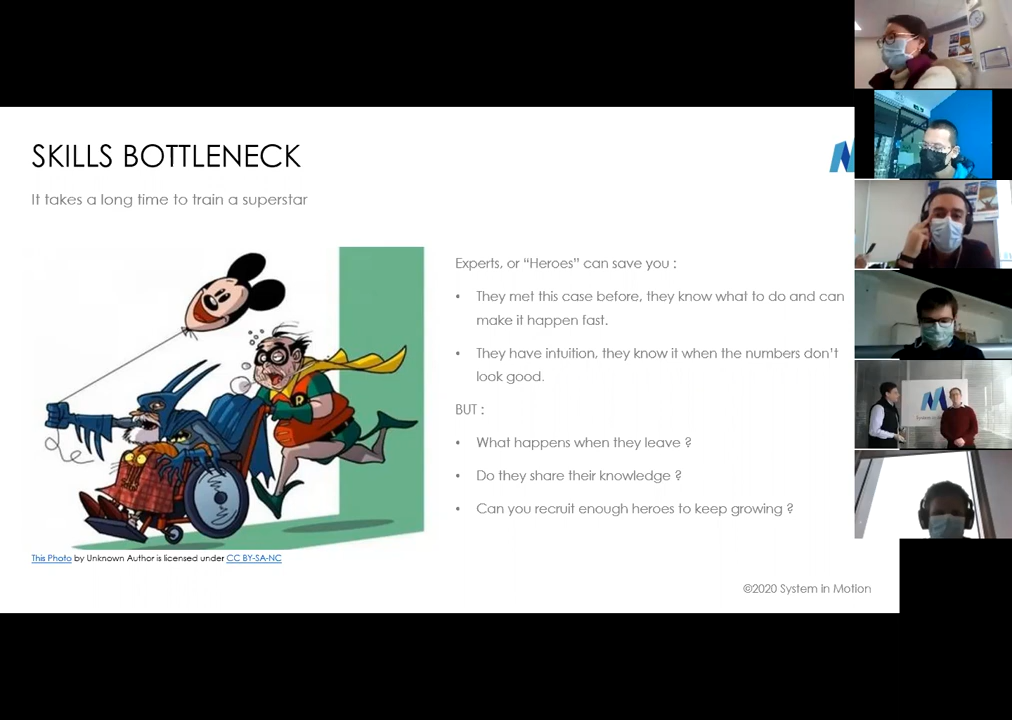 SKILLS BOTTLENECK
It takes a long time to train a superstar
Experts, or “Heroes” can save you :
• They met this case before, they know what to do and can
make it happen fast.
• They have intuition, they know it when the numbers don’t
look good.
BUT :
• What happens when they leave ?
• Do they share their knowledge ?
• Can you recruit enough heroes to keep growing ?
R
This Photo by Unknown Author is licensed under CC BY-SA-NC
©2020 System in Motion